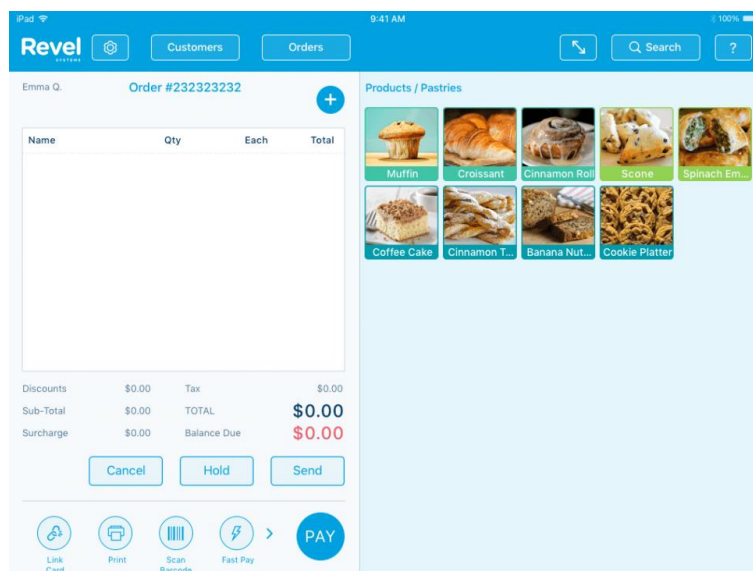 iPad 9:41 AM 100%
Revel Customers Orders Search ?
SYSTEMS
Emma Q. Order #232323232
+
Products / Pastries
Name Qty Each Total
Muffin Croissant Cinnamon Roll Scone Spinach Em...
Coffee Cake Cinnamon T... Banana Nut... Cookie Platter
Discounts $0.00 Tax $0.00
Sub-Total $0.00 TOTAL $0.00
Surcharge $0.00 Balance Due $0.00
Cancel Hold Send
PAY
Link Print Scan Fast Pay
Card Barcode